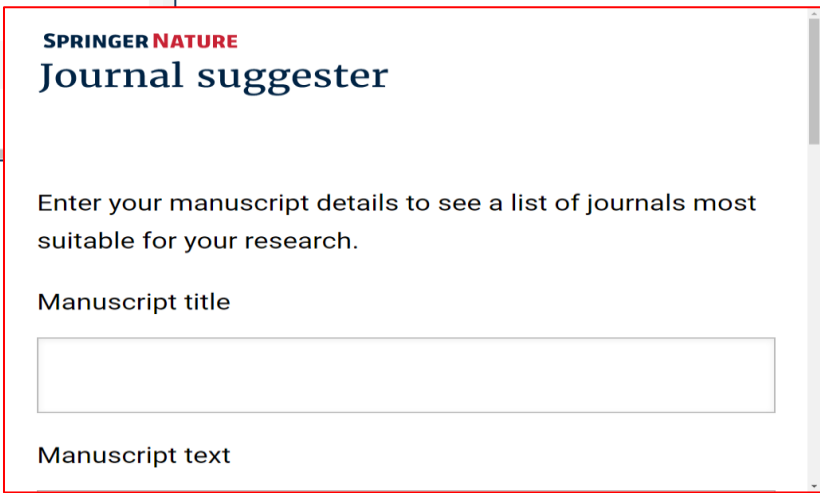 SPRINGER NATURE
Journal suggester
Enter your manuscript details to see a list of journals most
suitable for your research.
Manuscript title
Manuscript text